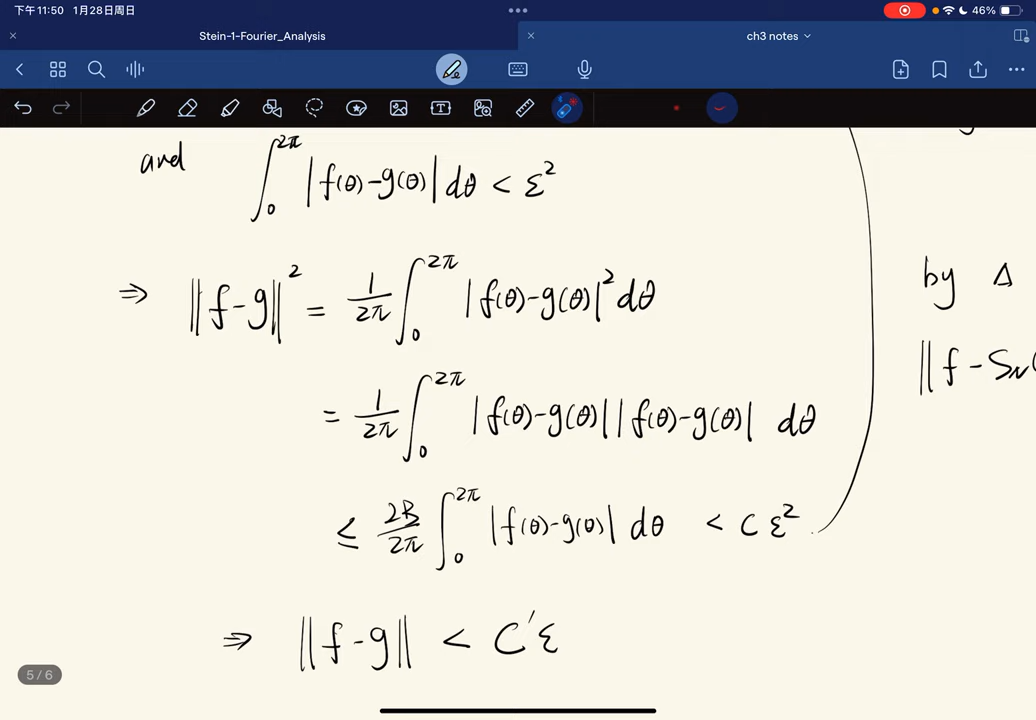 下午11:50 1月28日周日
46%
Stein-1-Fourier_Analysis
ch3 notes
and ∫₀^{2π} |f(θ)-g(θ)| dθ < ε²
⇒ ‖f-g‖² = 1/2π ∫₀^{2π} |f(θ)-g(θ)|² dθ
= 1/2π ∫₀^{2π} |f(θ)-g(θ)||f(θ)-g(θ)| dθ
≤ 2B/2π ∫₀^{2π} |f(θ)-g(θ)| dθ < Cε²
⇒ ‖f-g‖ < C'ε
by Δ
‖f - S_N(
5/6